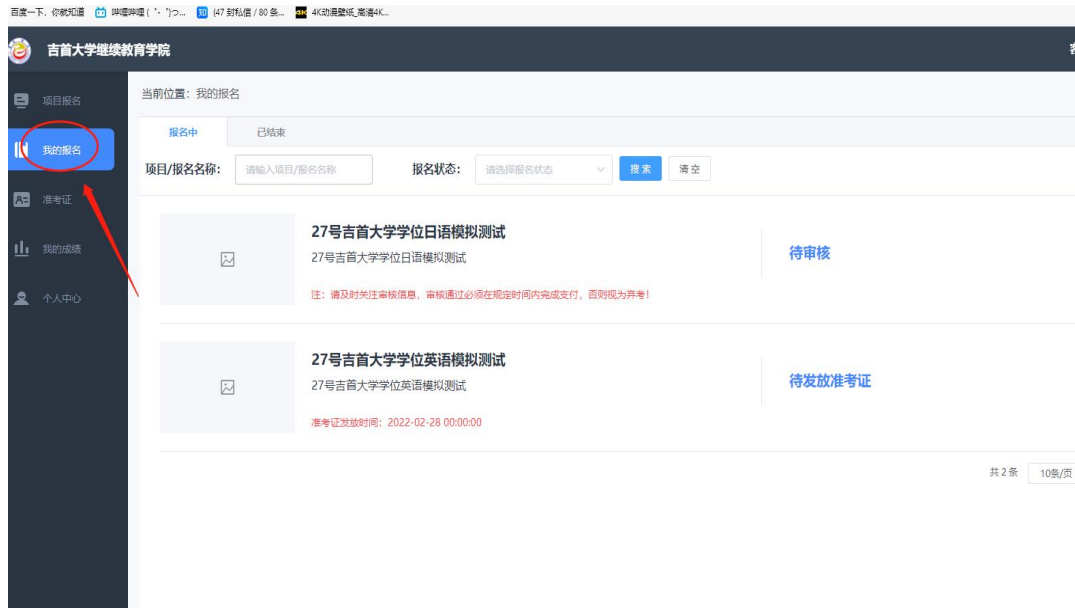 百度一下，你就知道 哔哩哔哩 ( ゜- ゜)つ... 知 (47 封私信 / 80 条... 4K 4K动漫壁纸_高清4K...
吉首大学继续教育学院
项目报名
我的报名
准考证
我的成绩
个人中心
当前位置：我的报名
报名中 已结束
项目/报名名称： 请输入项目/报名名称 报名状态： 请选择报名状态 搜索 清空
27号吉首大学学位日语模拟测试
27号吉首大学学位日语模拟测试
待审核
注：请及时关注审核信息，审核通过必须在规定时间内完成支付，否则视为弃考！
27号吉首大学学位英语模拟测试
27号吉首大学学位英语模拟测试
待发放准考证
准考证发放时间：2022-02-28 00:00:00
共 2 条 10条/页